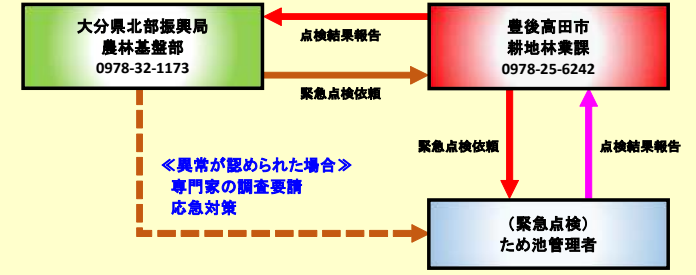 大分県北部振興局
農林基盤部
0978-32-1173
点検結果報告
緊急点検依頼
豊後高田市
耕地林業課
0978-25-6242
緊急点検依頼
点検結果報告
≪異常が認められた場合≫
専門家の調査要請
応急対策
（緊急点検）
ため池管理者